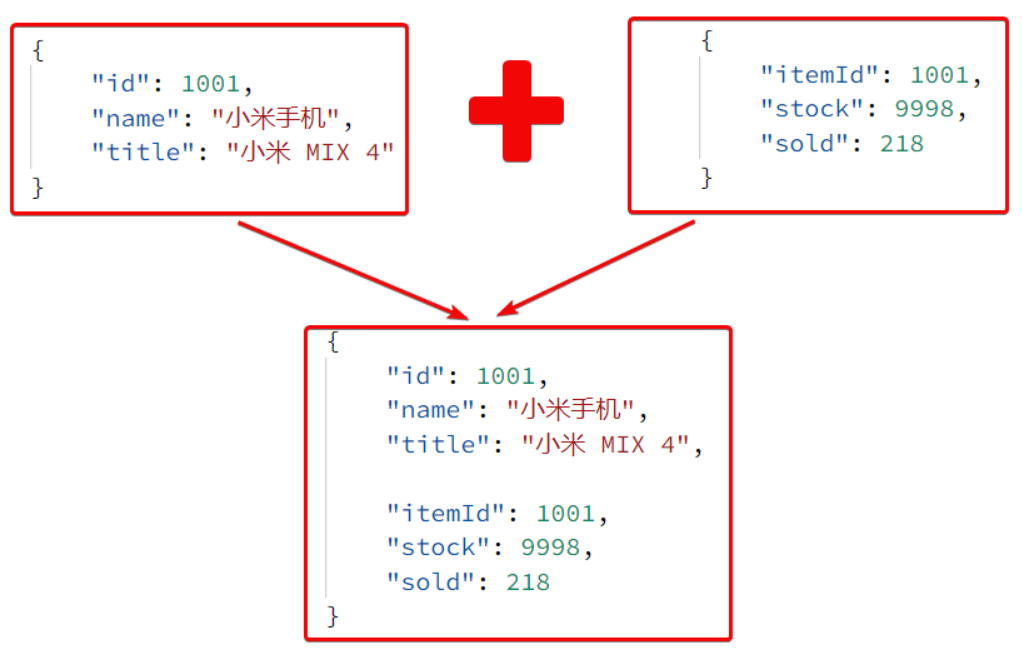 {
"id": 1001,
"name": "小米手机",
"title": "小米 MIX 4"
}
{
"itemId": 1001,
"stock": 9998,
"sold": 218
}
{
"id": 1001,
"name": "小米手机",
"title": "小米 MIX 4",
"itemId": 1001,
"stock": 9998,
"sold": 218
}